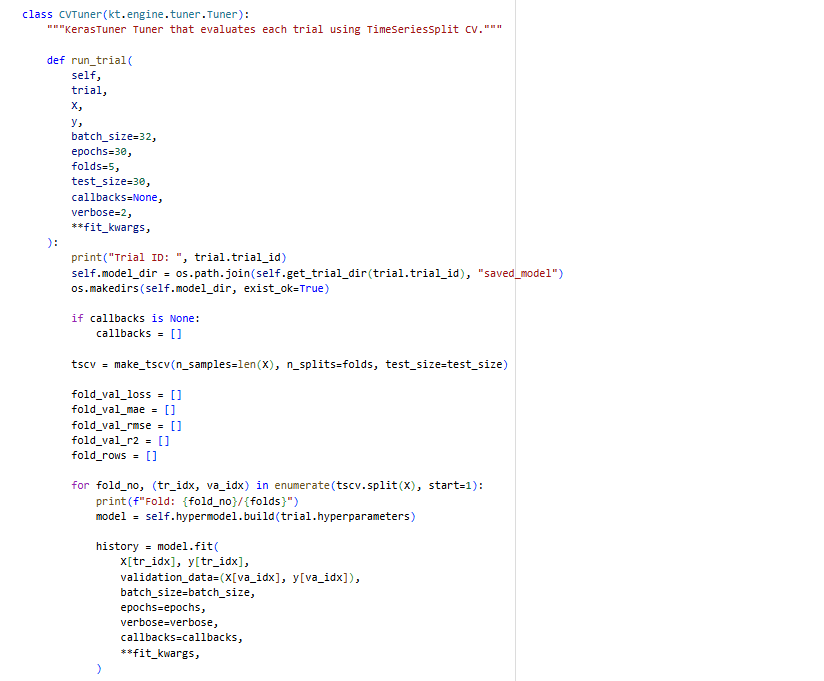 class CVTuner(kt.engine.tuner.Tuner):
    """KerasTuner Tuner that evaluates each trial using TimeSeriesSplit CV."""

    def run_trial(
        self,
        trial,
        X,
        y,
        batch_size=32,
        epochs=30,
        folds=5,
        test_size=30,
        callbacks=None,
        verbose=2,
        **fit_kwargs,
    ):
        print("Trial ID: ", trial.trial_id)
        self.model_dir = os.path.join(self.get_trial_dir(trial.trial_id), "saved_model")
        os.makedirs(self.model_dir, exist_ok=True)

        if callbacks is None:
            callbacks = []

        tscv = make_tscv(n_samples=len(X), n_splits=folds, test_size=test_size)

        fold_val_loss = []
        fold_val_mae = []
        fold_val_rmse = []
        fold_val_r2 = []
        fold_rows = []

        for fold_no, (tr_idx, va_idx) in enumerate(tscv.split(X), start=1):
            print(f"Fold: {fold_no}/{folds}")
            model = self.hypermodel.build(trial.hyperparameters)

            history = model.fit(
                X[tr_idx], y[tr_idx],
                validation_data=(X[va_idx], y[va_idx]),
                batch_size=batch_size,
                epochs=epochs,
                verbose=verbose,
                callbacks=callbacks,
                **fit_kwargs,
            )